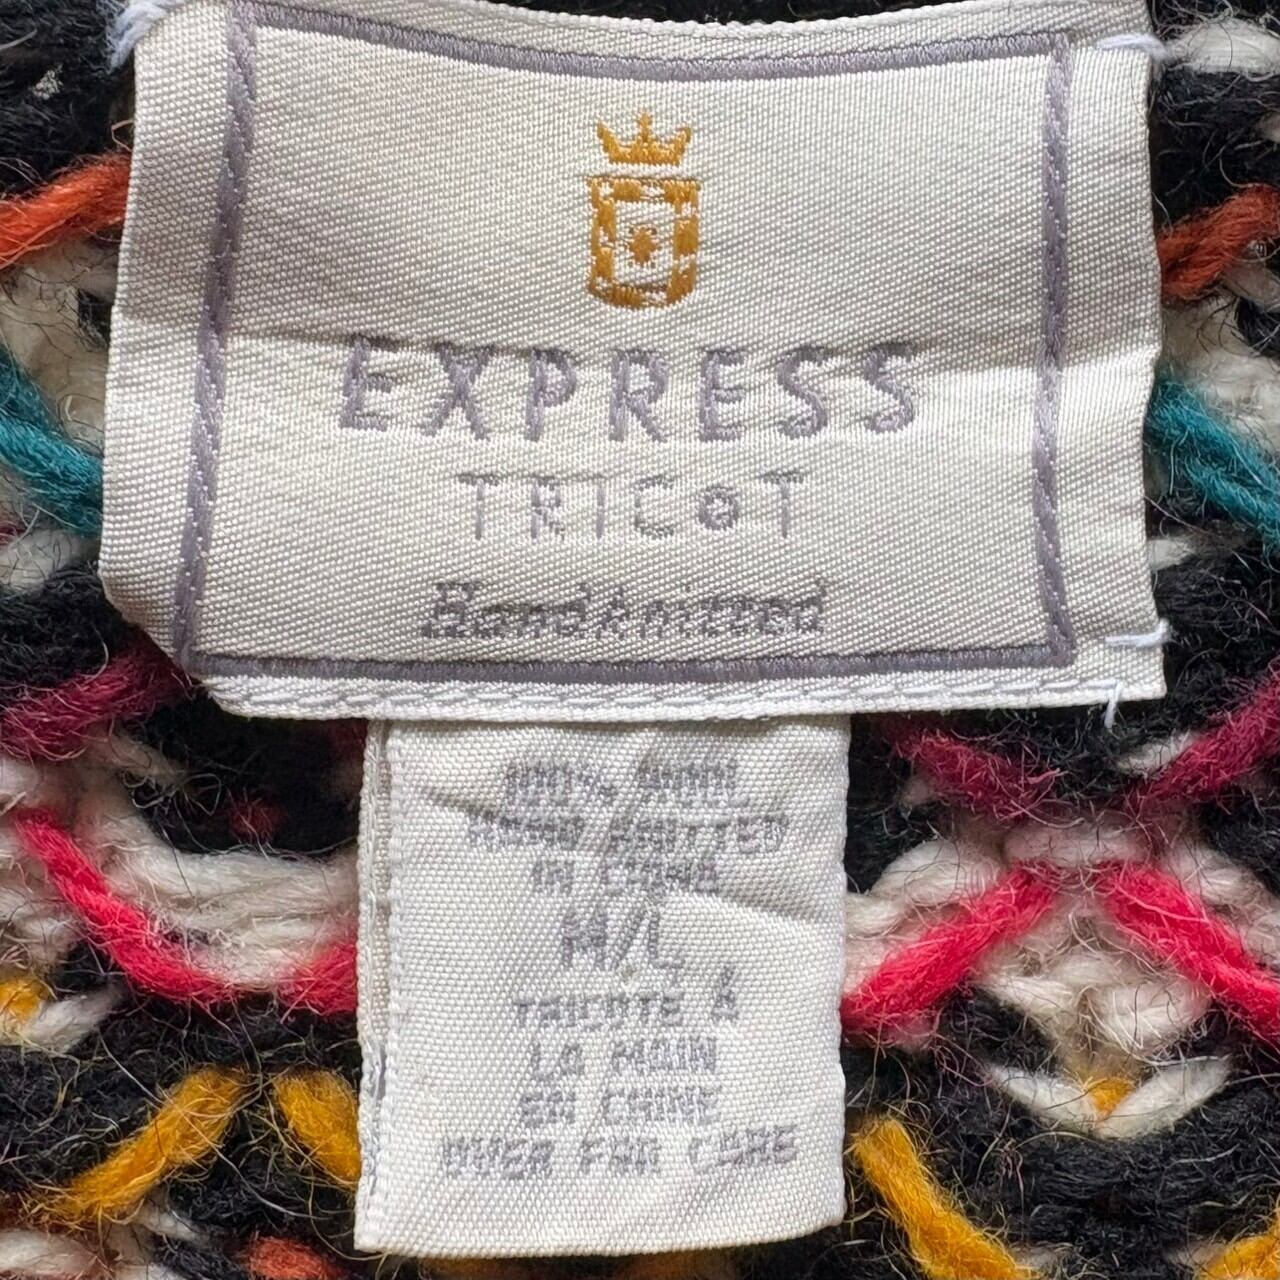 EXPRESS
TRICOT
Handknitted
100% WOOL
HAND KNITTED
IN CHINA
M/L
TRICOTE À
LA MAIN
EN CHINE
OVER FOR CARE